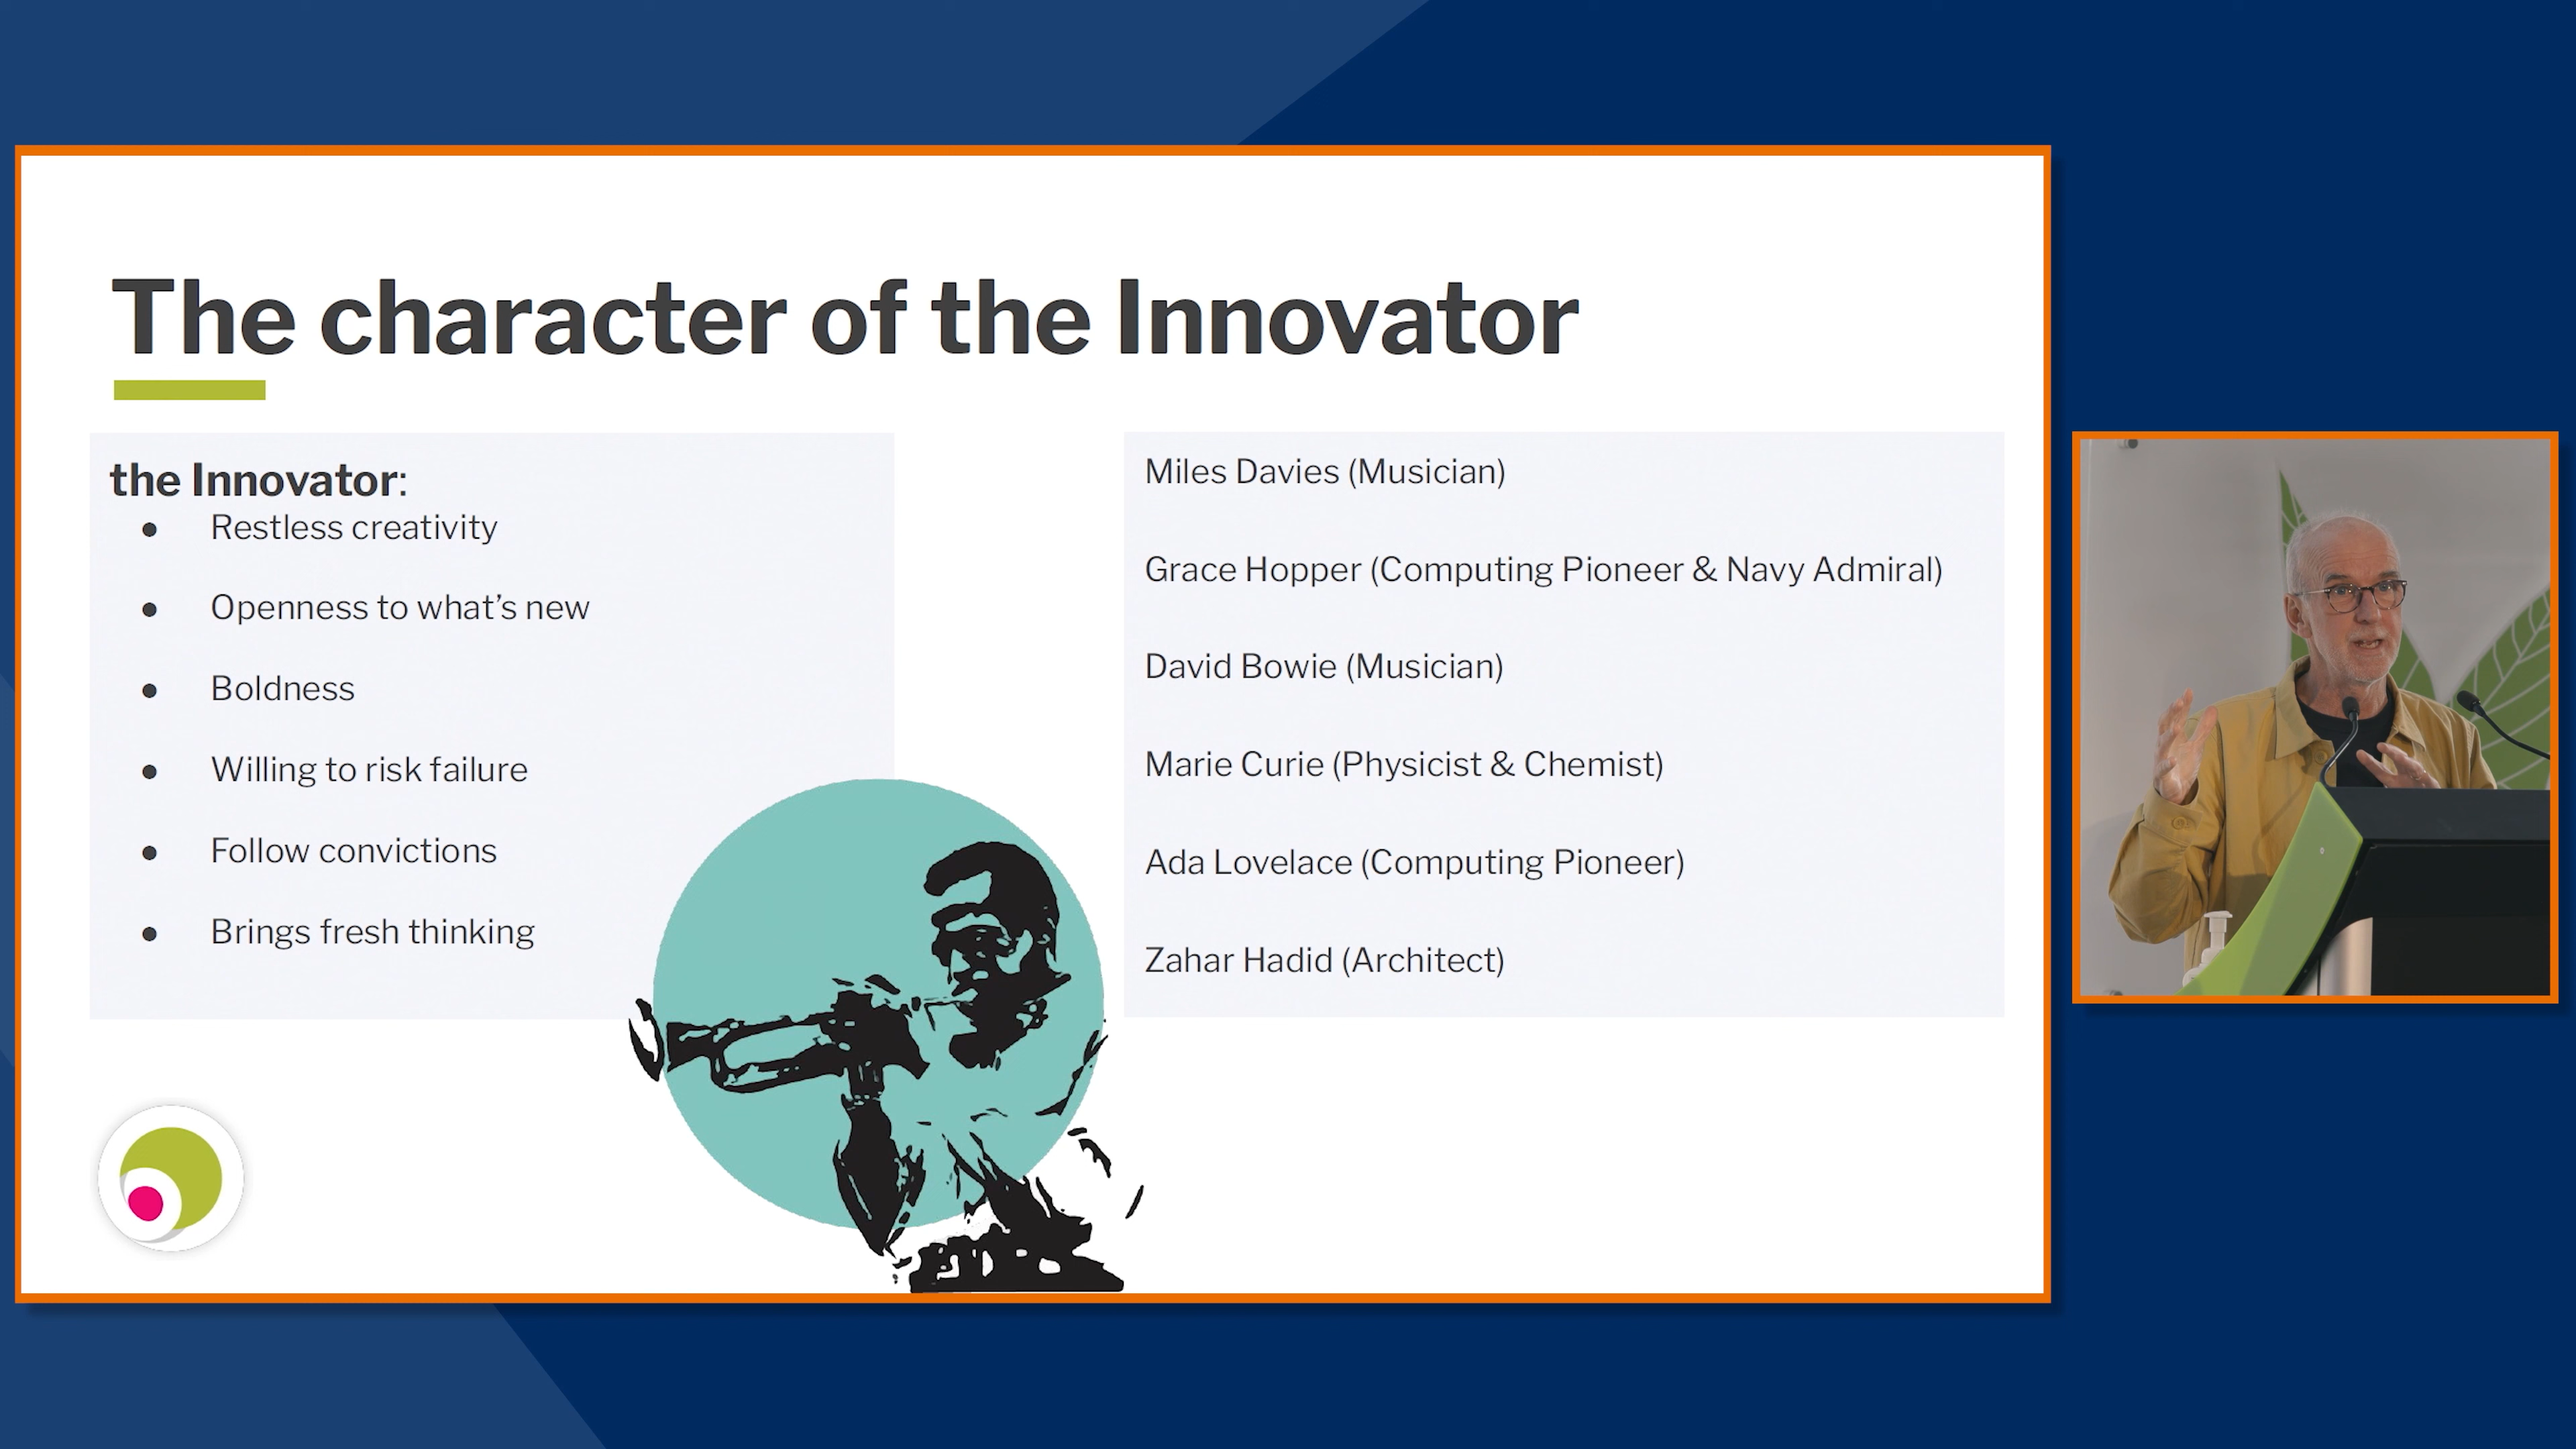 The character of the Innovator
the Innovator:
● Restless creativity
● Openness to what’s new
● Boldness
● Willing to risk failure
● Follow convictions
● Brings fresh thinking
Miles Davies (Musician)
Grace Hopper (Computing Pioneer & Navy Admiral)
David Bowie (Musician)
Marie Curie (Physicist & Chemist)
Ada Lovelace (Computing Pioneer)
Zahar Hadid (Architect)